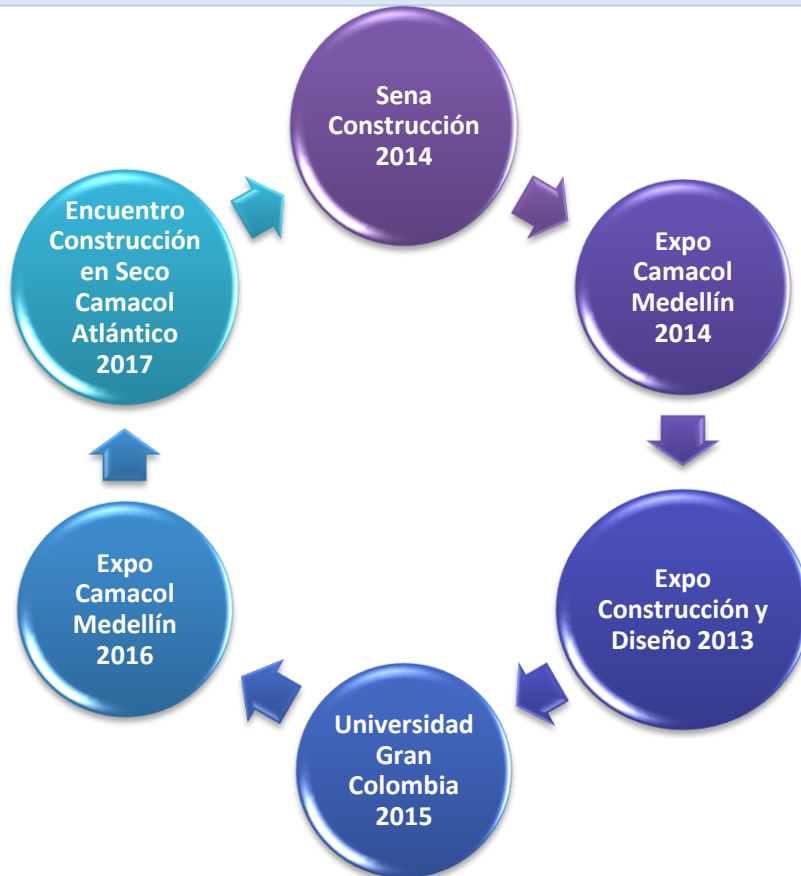 Sena
Construcción
2014
Expo
Camacol
Medellín
2014
Expo
Construcción y
Diseño 2013
Universidad
Gran
Colombia
2015
Expo
Camacol
Medellín
2016
Encuentro
Construcción
en Seco
Camacol
Atlántico
2017